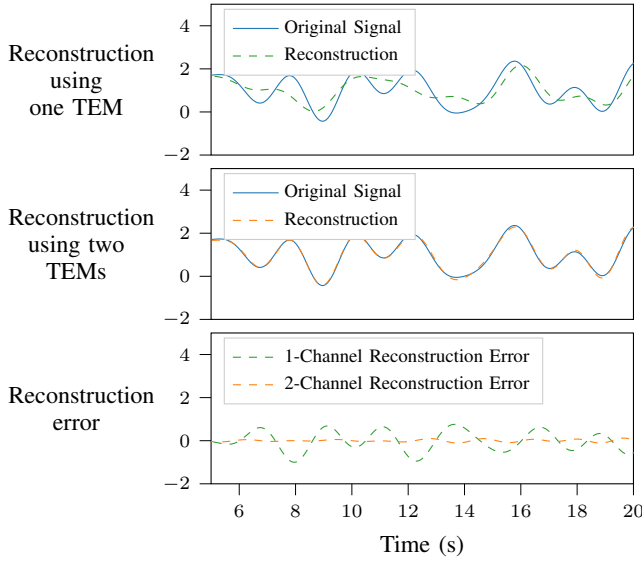 Reconstruction
using
one TEM
4
2
0
−2
Original Signal
Reconstruction
Reconstruction
using two
TEMs
4
2
0
−2
Original Signal
Reconstruction
Reconstruction
error
4
2
0
−2
1-Channel Reconstruction Error
2-Channel Reconstruction Error
6 8 10 12 14 16 18 20
Time (s)